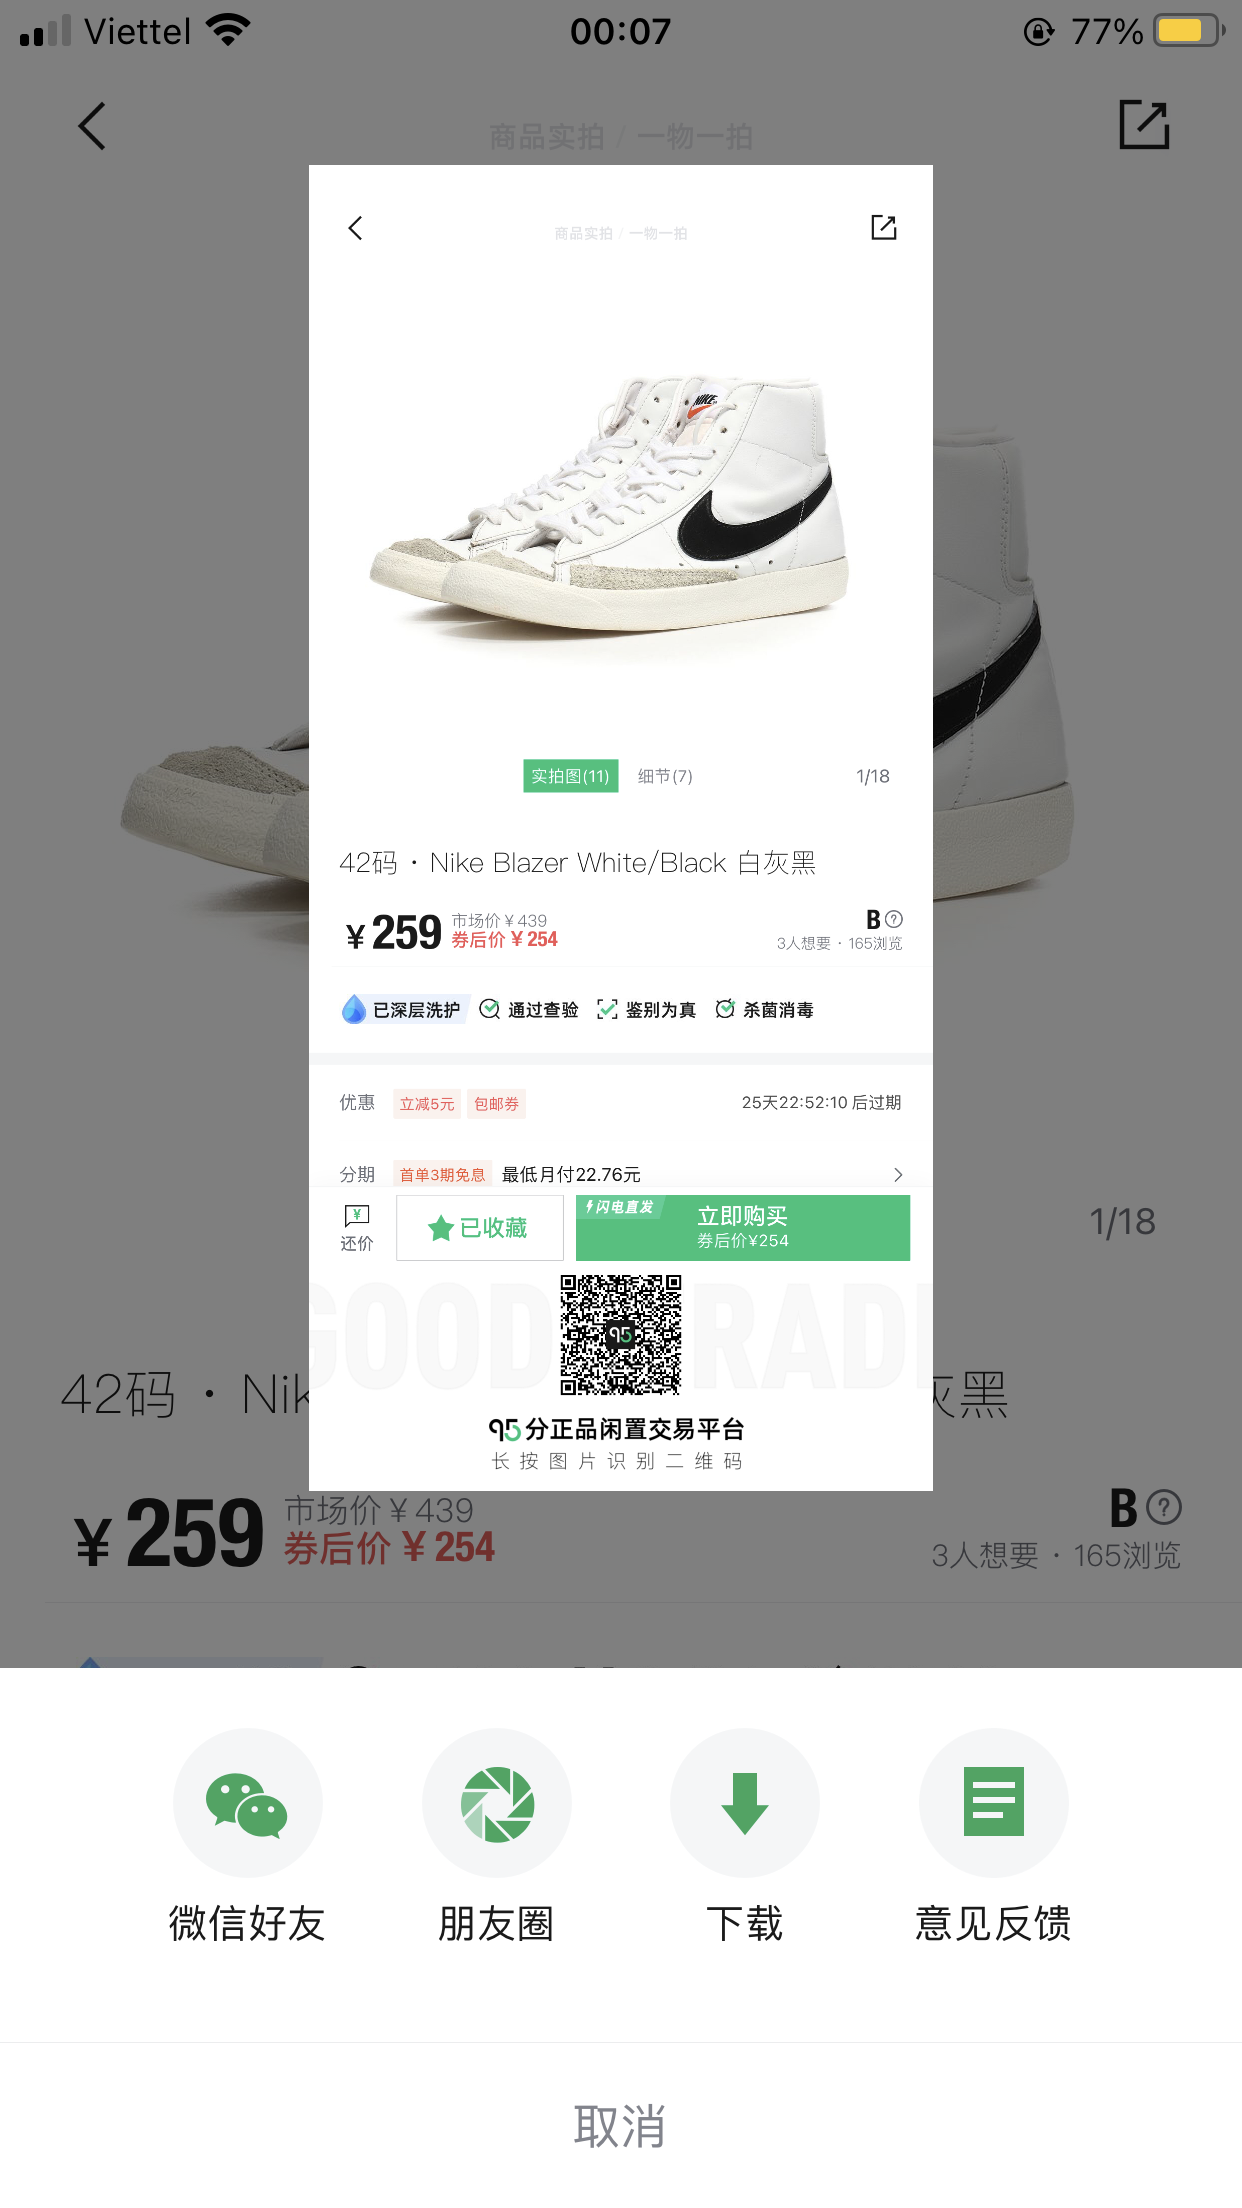 Viettel 00:07 77%
商品实拍 / 一物一拍
商品实拍 / 一物一拍
NIKE
实拍图(11) 细节(7) 1/18
42码 · Nike Blazer White/Black 白灰黑
¥259 市场价¥439
券后价¥254
B ?
3人想要 · 165浏览
已深层洗护 通过查验 鉴别为真 杀菌消毒
优惠 立减5元 包邮券 25天22:52:10 后过期
分期 首单3期免息 最低月付22.76元
¥
还价
已收藏
闪电直发
立即购买
券后价¥254
1/18
GOOD RAD
95
95分正品闲置交易平台
长按图片识别二维码
42码 · Nik 灰黑
¥259 市场价¥439
券后价¥254
B ?
3人想要 · 165浏览
微信好友 朋友圈 下载 意见反馈
取消